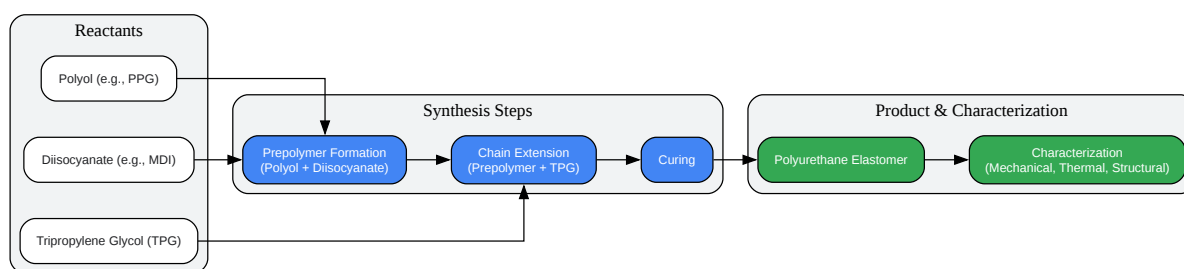 Reactants
Polyol (e.g., PPG)
Diisocyanate (e.g., MDI)
Tripropylene Glycol (TPG)
Synthesis Steps
Prepolymer Formation
(Polyol + Diisocyanate)
Chain Extension
(Prepolymer + TPG)
Curing
Product & Characterization
Polyurethane Elastomer
Characterization
(Mechanical, Thermal, Structural)